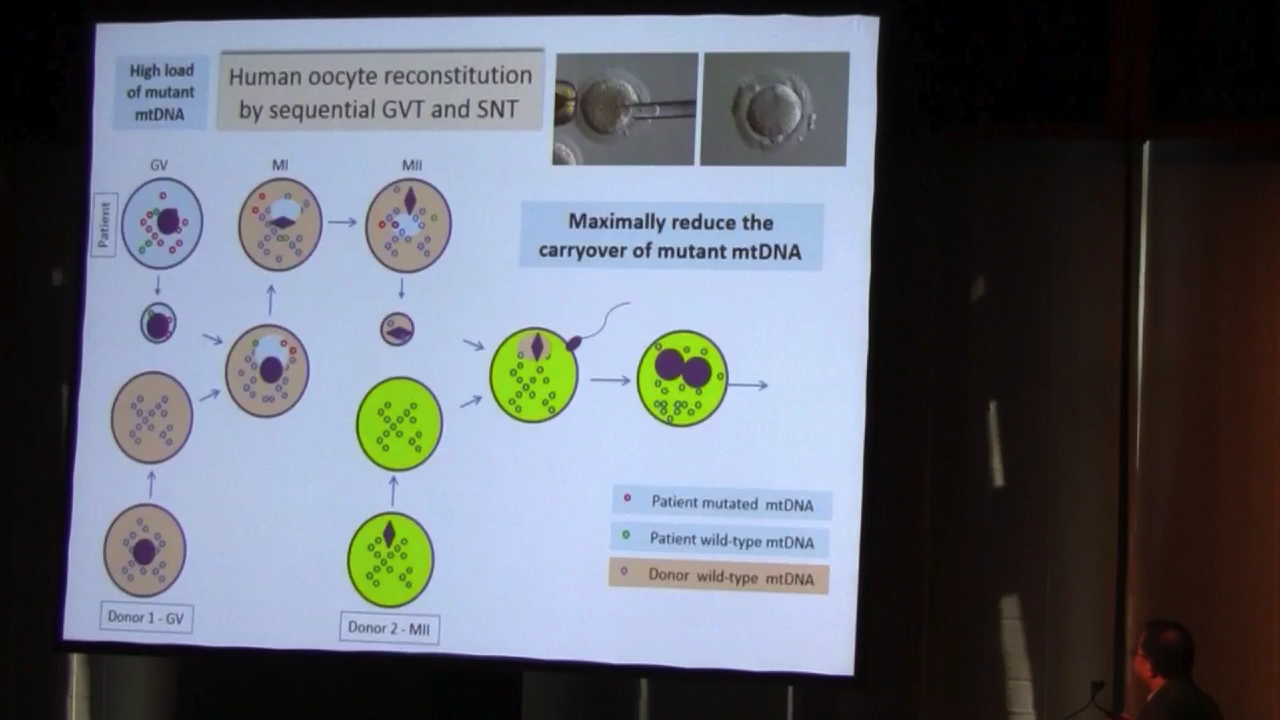 High load
of mutant
mtDNA
Human oocyte reconstitution
by sequential GVT and SNT
GV
MI
MII
Patient
Maximally reduce the
carryover of mutant mtDNA
Patient mutated mtDNA
Patient wild-type mtDNA
Donor wild-type mtDNA
Donor 1 - GV
Donor 2 - MII